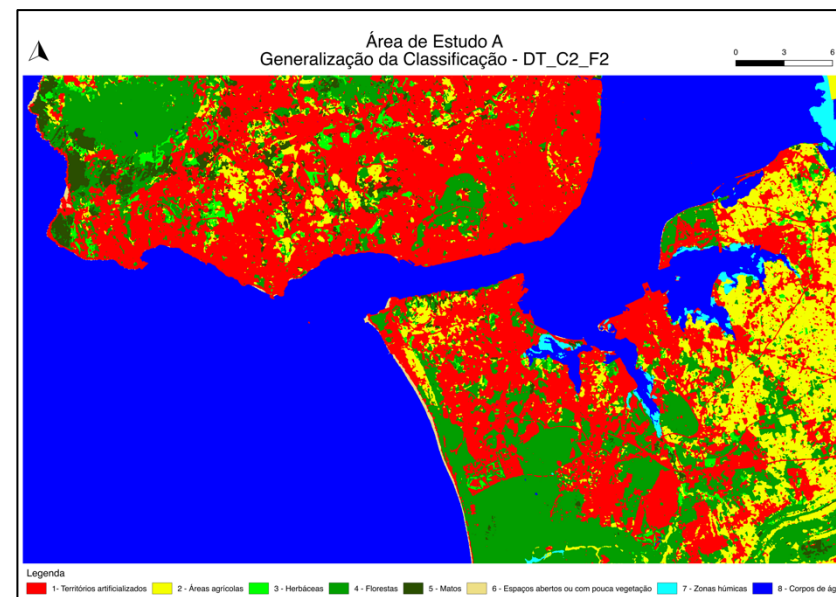 Área de Estudo A
Generalização da Classificação - DT_C2_F2
0 3 6
Legenda
1- Territórios artificializados 2 - Áreas agrícolas 3 - Herbáceas 4 - Florestas 5 - Matos 6 - Espaços abertos ou com pouca vegetação 7 - Zonas húmicas 8 - Corpos de ág